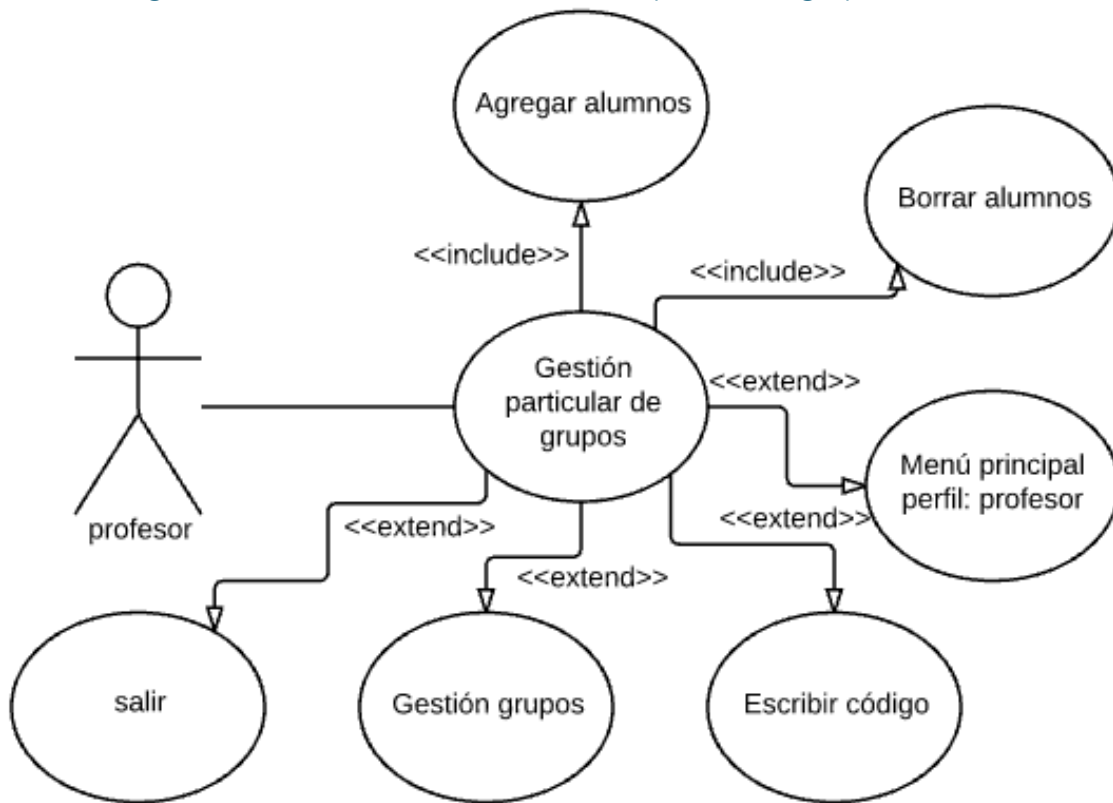 Agregar alumnos
Borrar alumnos
<<include>>
<<include>>
Gestión
particular de
grupos
<<extend>>
Menú principal
perfil: profesor
<<extend>>
<<extend>>
profesor
<<extend>>
salir
Gestión grupos
Escribir código